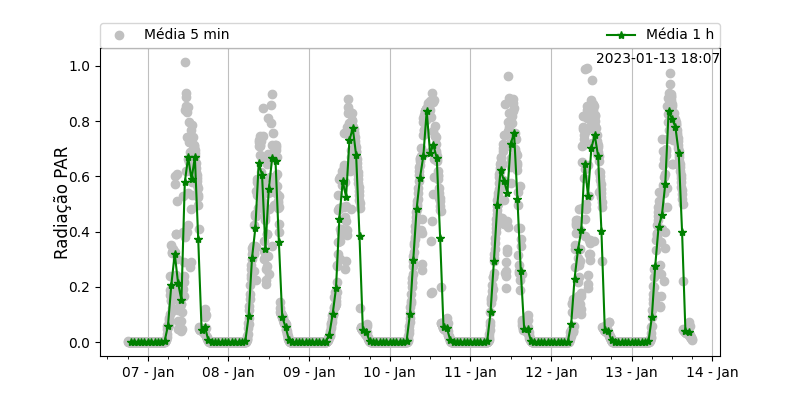 Média 5 min
Média 1 h
2023-01-13 18:07
1.0
0.8
0.6
0.4
0.2
0.0
Radiação PAR
07 - Jan
08 - Jan
09 - Jan
10 - Jan
11 - Jan
12 - Jan
13 - Jan
14 - Jan